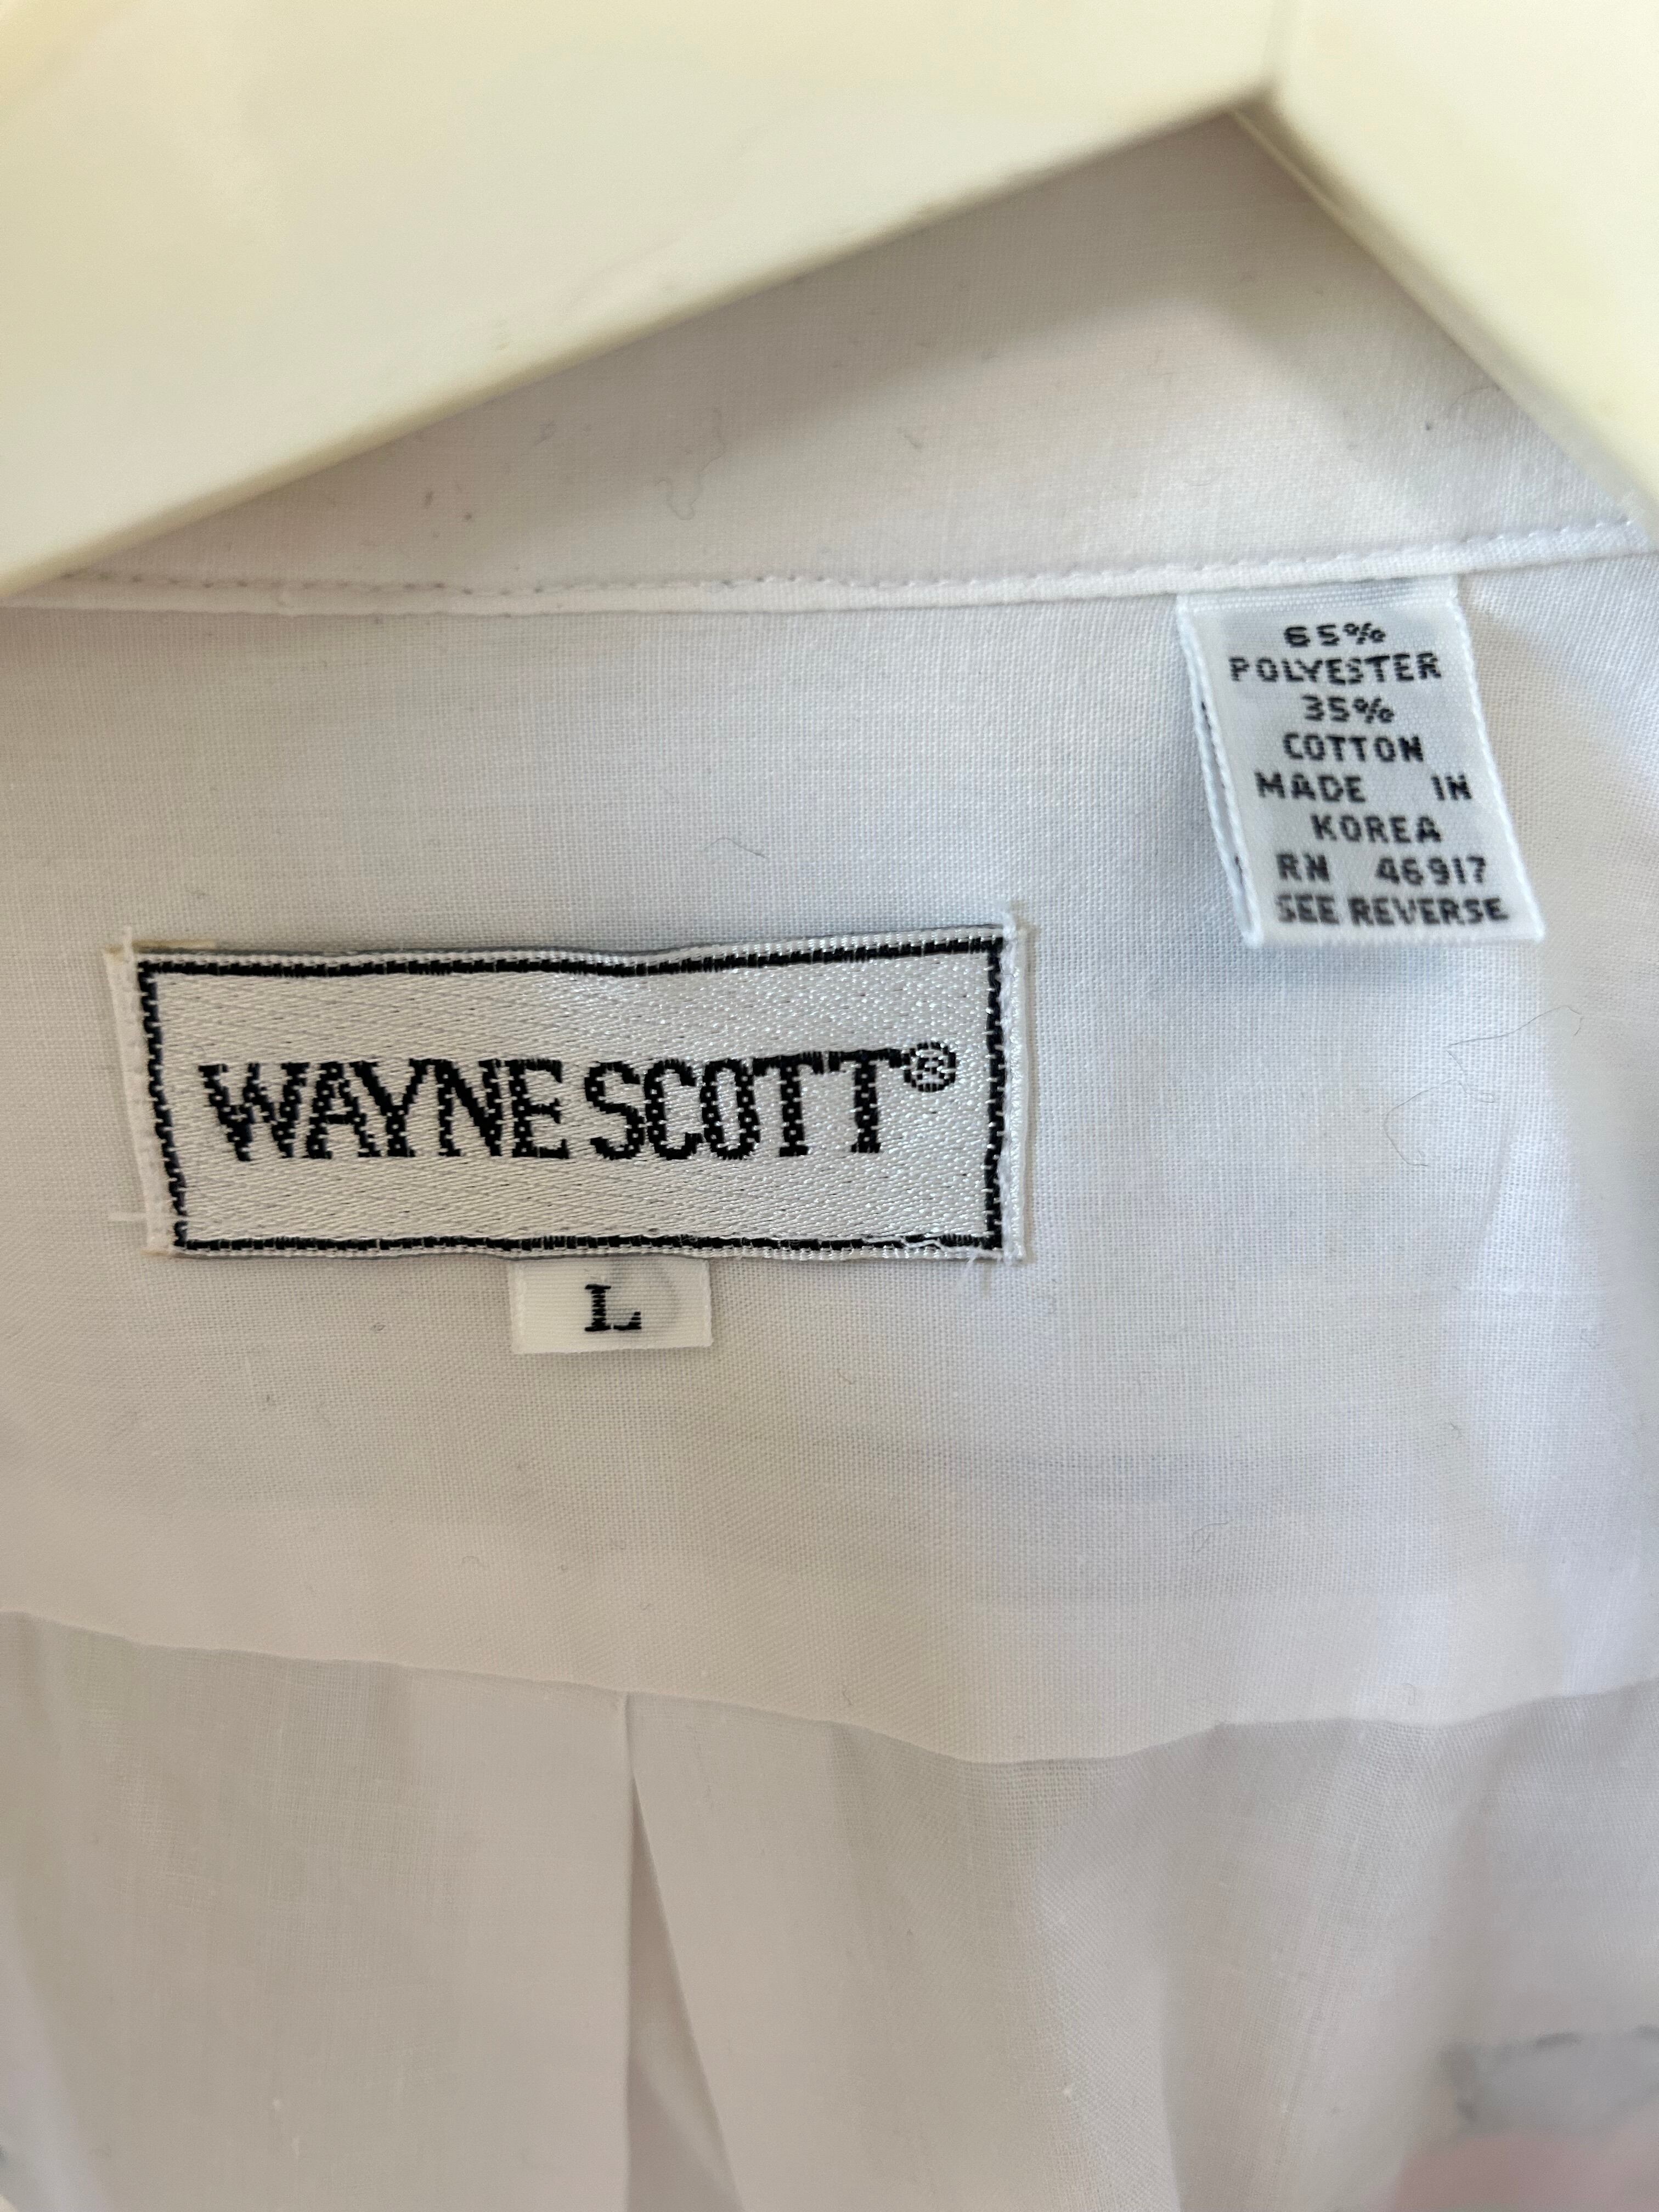 65%
POLYESTER
35%
COTTON
MADE IN
KOREA
RN 46917
SEE REVERSE
WAYNE SCOTT®
L